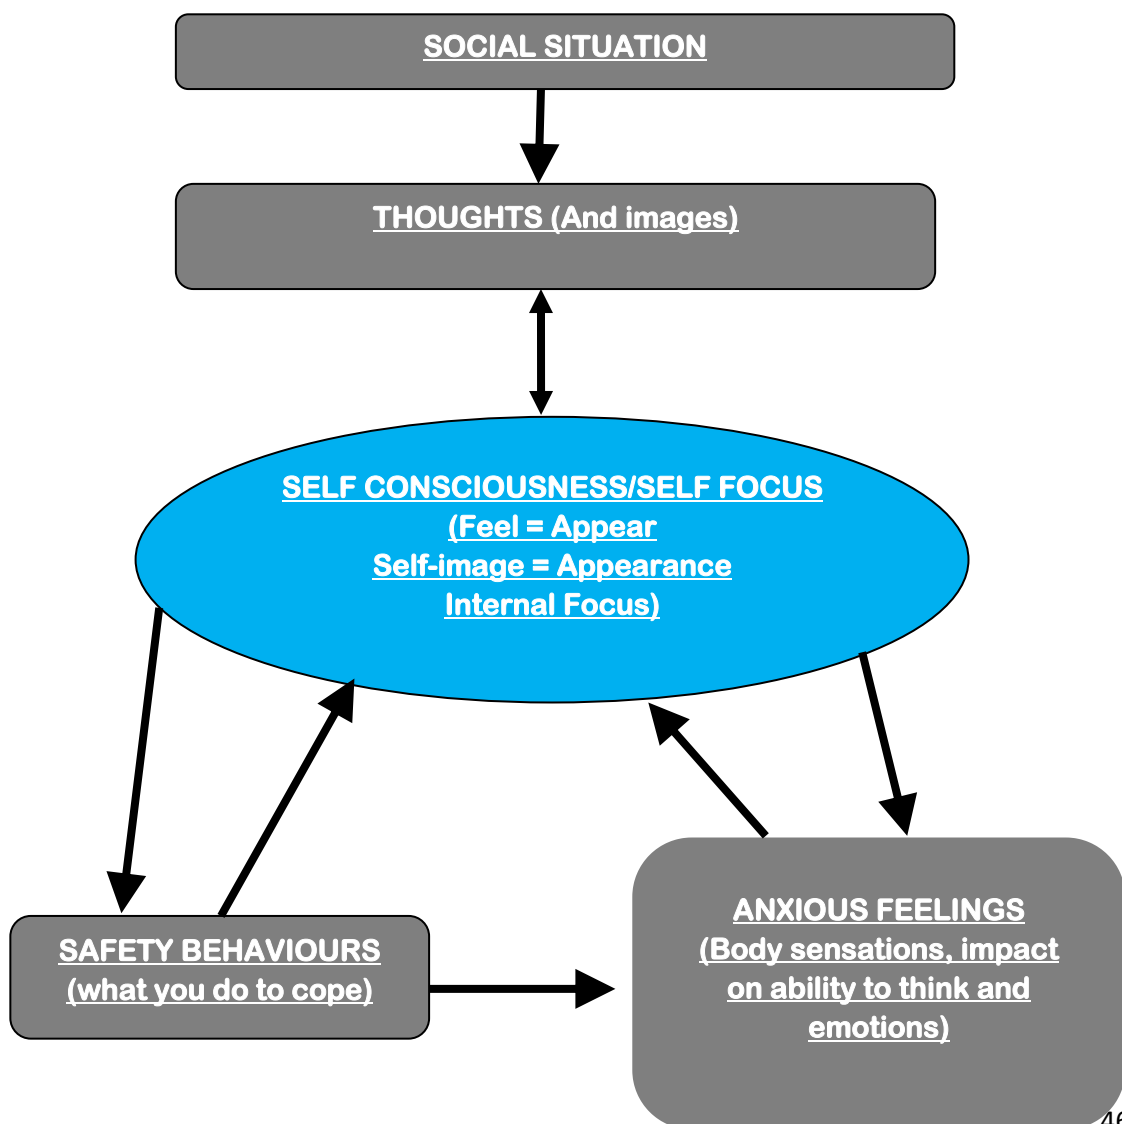 SOCIAL SITUATION
THOUGHTS (And images)
SELF CONSCIOUSNESS/SELF FOCUS
(Feel = Appear
Self-image = Appearance
Internal Focus)
SAFETY BEHAVIOURS
(what you do to cope)
ANXIOUS FEELINGS
(Body sensations, impact
on ability to think and
emotions)
46